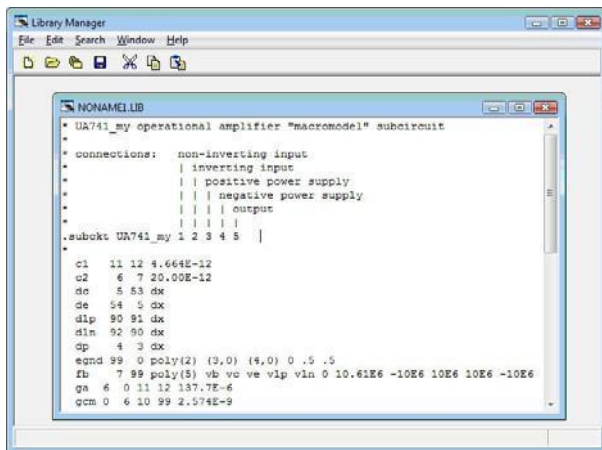 Library Manager
File Edit Search Window Help
NONAME1.LIB
* UA741_my operational amplifier "macromodel" subcircuit
*
* connections:   non-inverting input
*                | inverting input
*                | | positive power supply
*                | | | negative power supply
*                | | | | output
*                | | | | |
.subckt UA741_my 1 2 3 4 5
*
c1   11 12 4.664E-12
c2    6  7 20.00E-12
dc    5 53 dx
de   54  5 dx
dlp  90 91 dx
dln  92 90 dx
dp    4  3 dx
egnd 99  0 poly(2) (3,0) (4,0) 0 .5 .5
fb    7 99 poly(5) vb vc ve vlp vln 0 10.61E6 -10E6 10E6 10E6 -10E6
ga  6  0 11 12 137.7E-6
gcm 0  6 10 99 2.574E-9